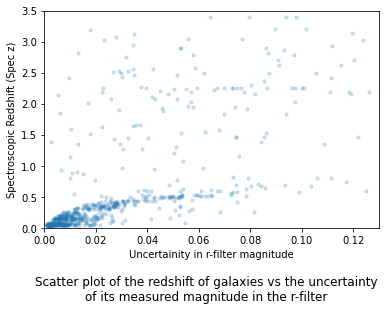 3.5
3.0
2.5
2.0
1.5
1.0
0.5
0.0
Spectroscopic Redshift (Spec z)
0.00 0.02 0.04 0.06 0.08 0.10 0.12
Uncertainity in r-filter magnitude
Scatter plot of the redshift of galaxies vs the uncertainty
of its measured magnitude in the r-filter